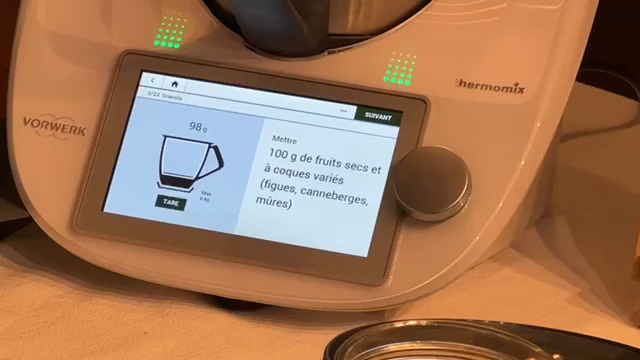 3/23 Granola
SUIVANT
98 g
Mettre
100 g de fruits secs et
à coques variés
(figues, canneberges,
mûres)
Max
6 kg
TARE
VORWERK
thermomix